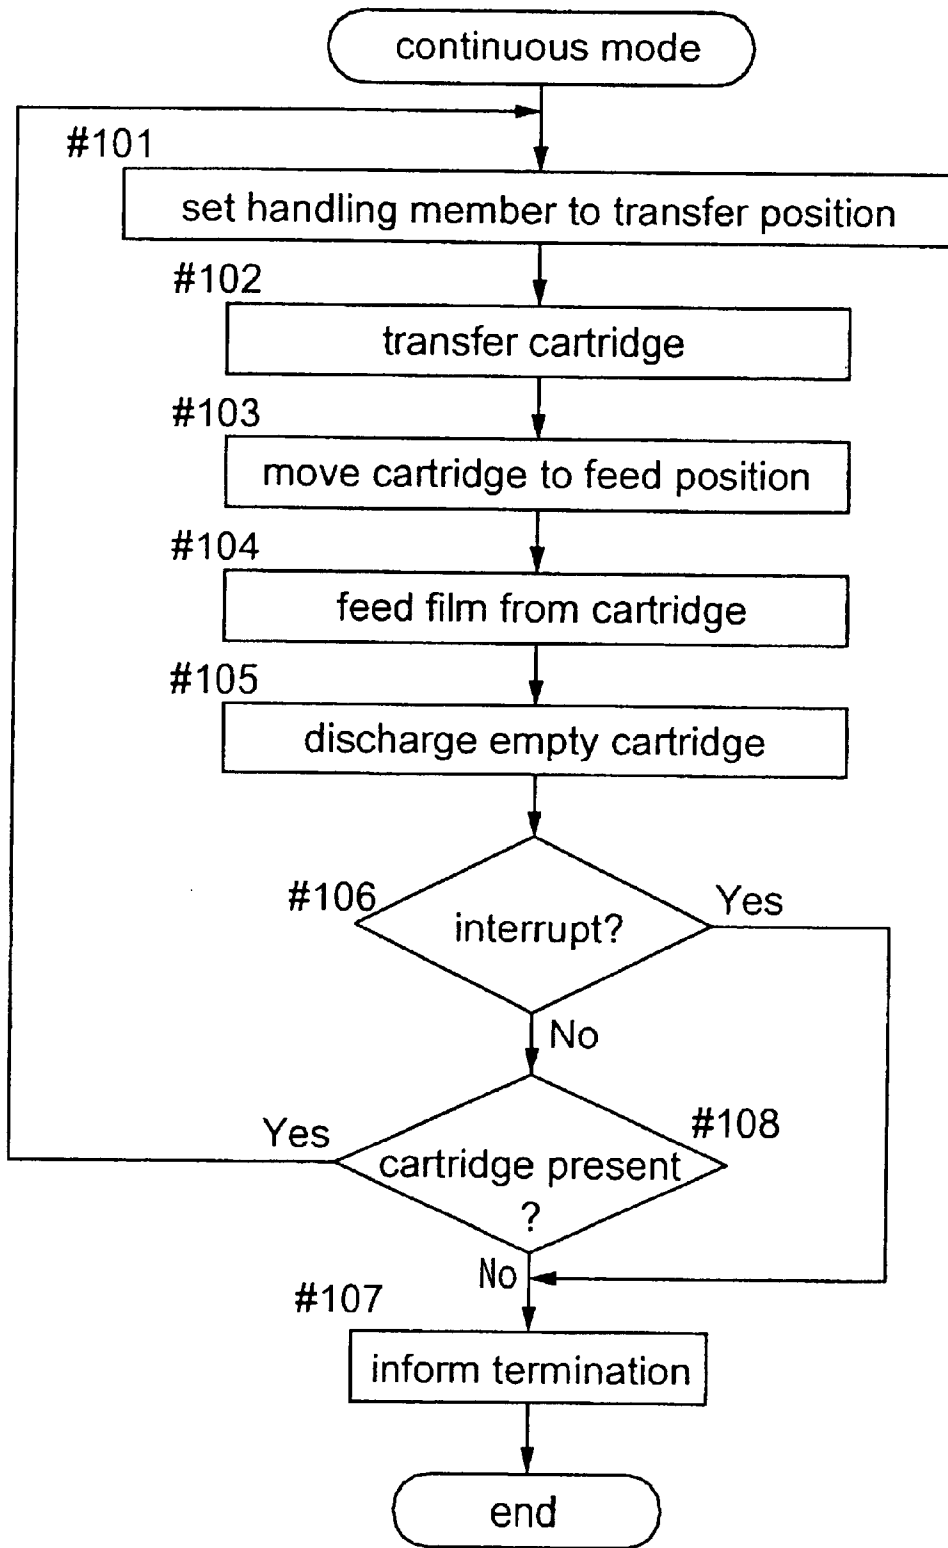 continuous mode
#101
set handling member to transfer position
#102
transfer cartridge
#103
move cartridge to feed position
#104
feed film from cartridge
#105
discharge empty cartridge
#106
interrupt?
Yes
No
#108
Yes
cartridge present
?
No
#107
inform termination
end